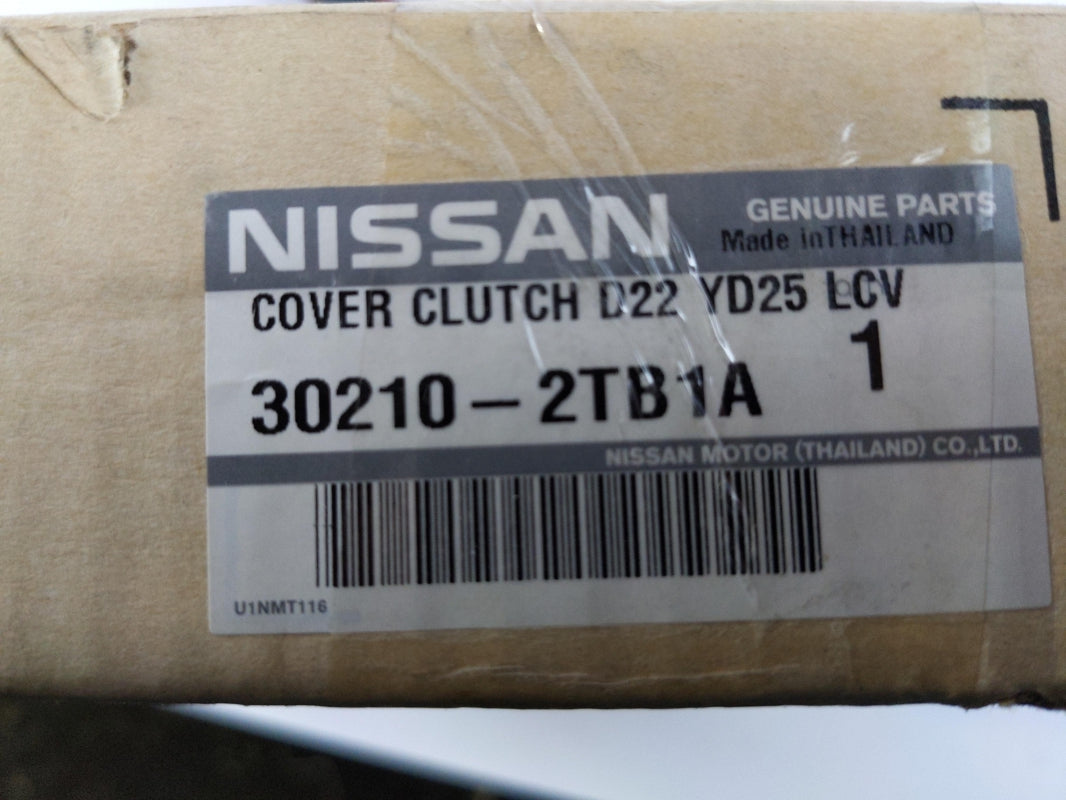 NISSAN
GENUINE PARTS
Made inTHAILAND
COVER CLUTCH D22 YD25 LCV
1
30210-2TB1A
NISSAN MOTOR (THAILAND) CO.,LTD.
U1NMT116